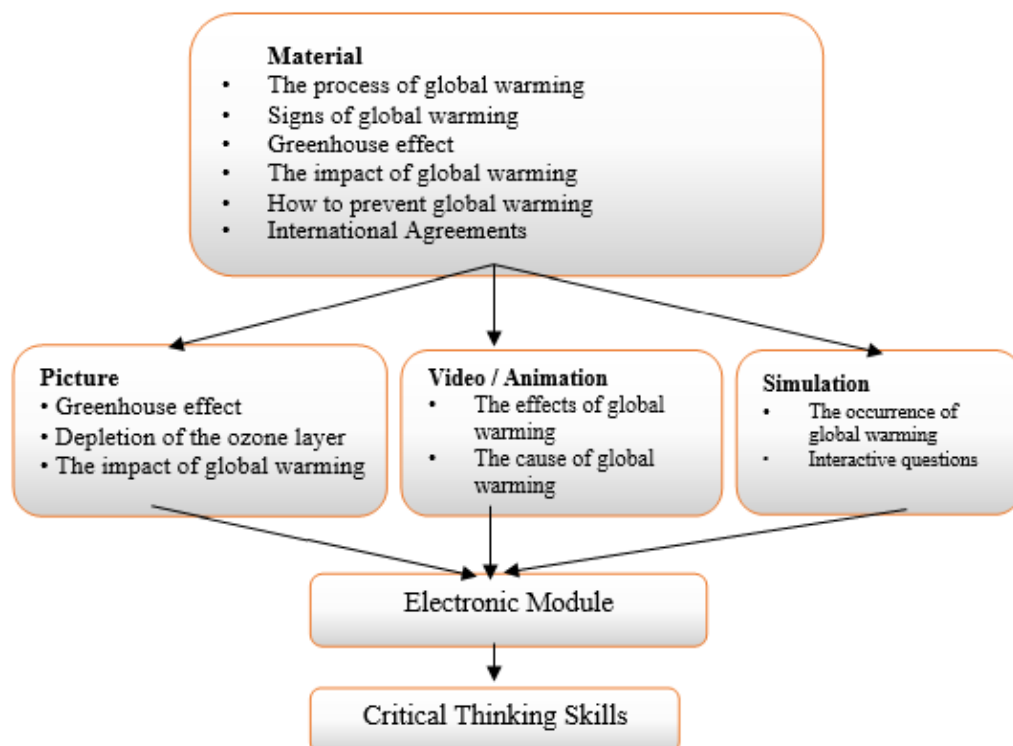 Material
• The process of global warming
• Signs of global warming
• Greenhouse effect
• The impact of global warming
• How to prevent global warming
• International Agreements
Picture
• Greenhouse effect
• Depletion of the ozone layer
• The impact of global warming
Video / Animation
• The effects of global
warming
• The cause of global
warming
Simulation
• The occurrence of
global warming
• Interactive questions
Electronic Module
Critical Thinking Skills